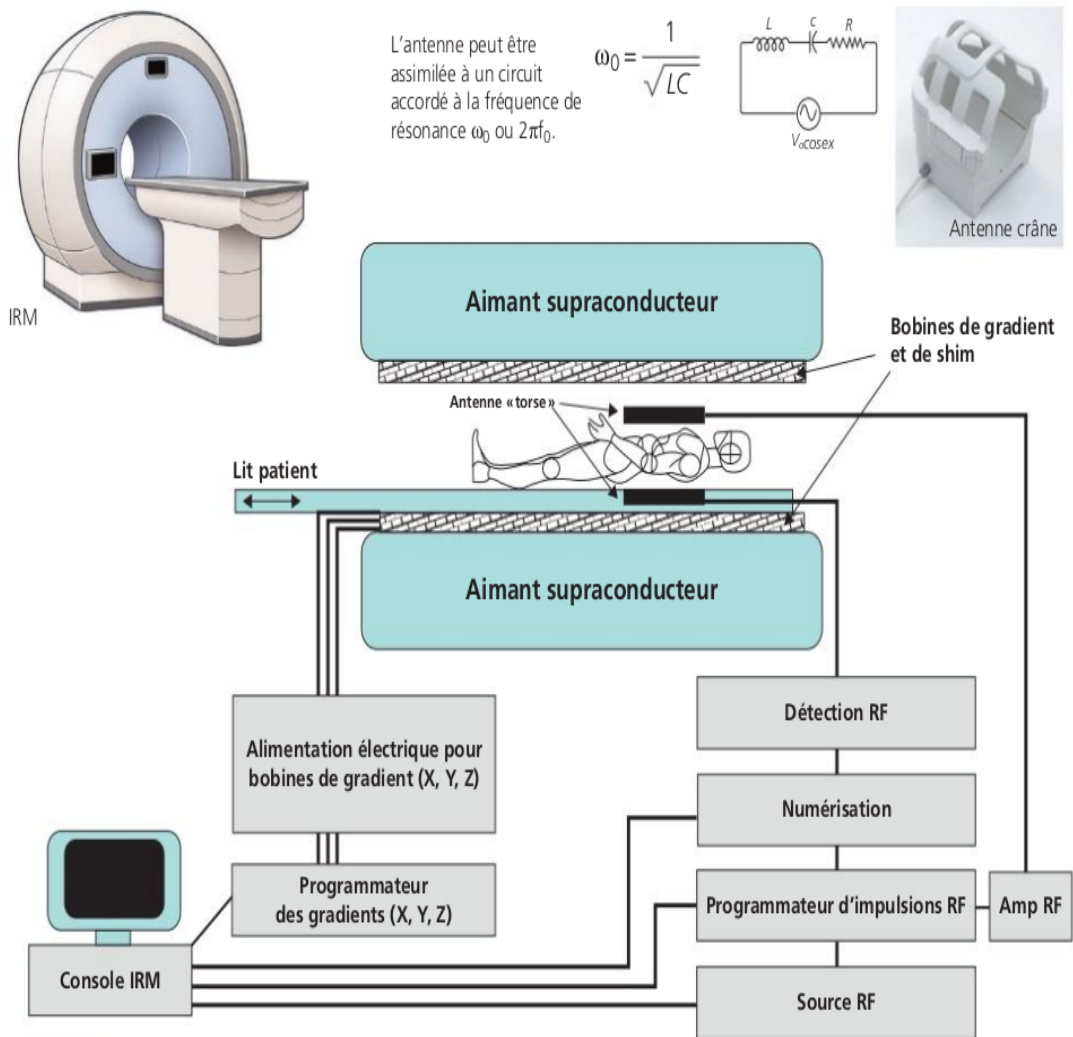 L'antenne peut être
assimilée à un circuit
accordé à la fréquence de
résonance ω0 ou 2πf0.
ω0 = 1/√LC
L C R
V₀cosex
Antenne crâne
IRM
Aimant supraconducteur
Bobines de gradient
et de shim
Antenne «torse»
Lit patient
Aimant supraconducteur
Détection RF
Alimentation électrique pour
bobines de gradient (X, Y, Z)
Numérisation
Programmateur
des gradients (X, Y, Z)
Programmateur d'impulsions RF
Amp RF
Console IRM
Source RF